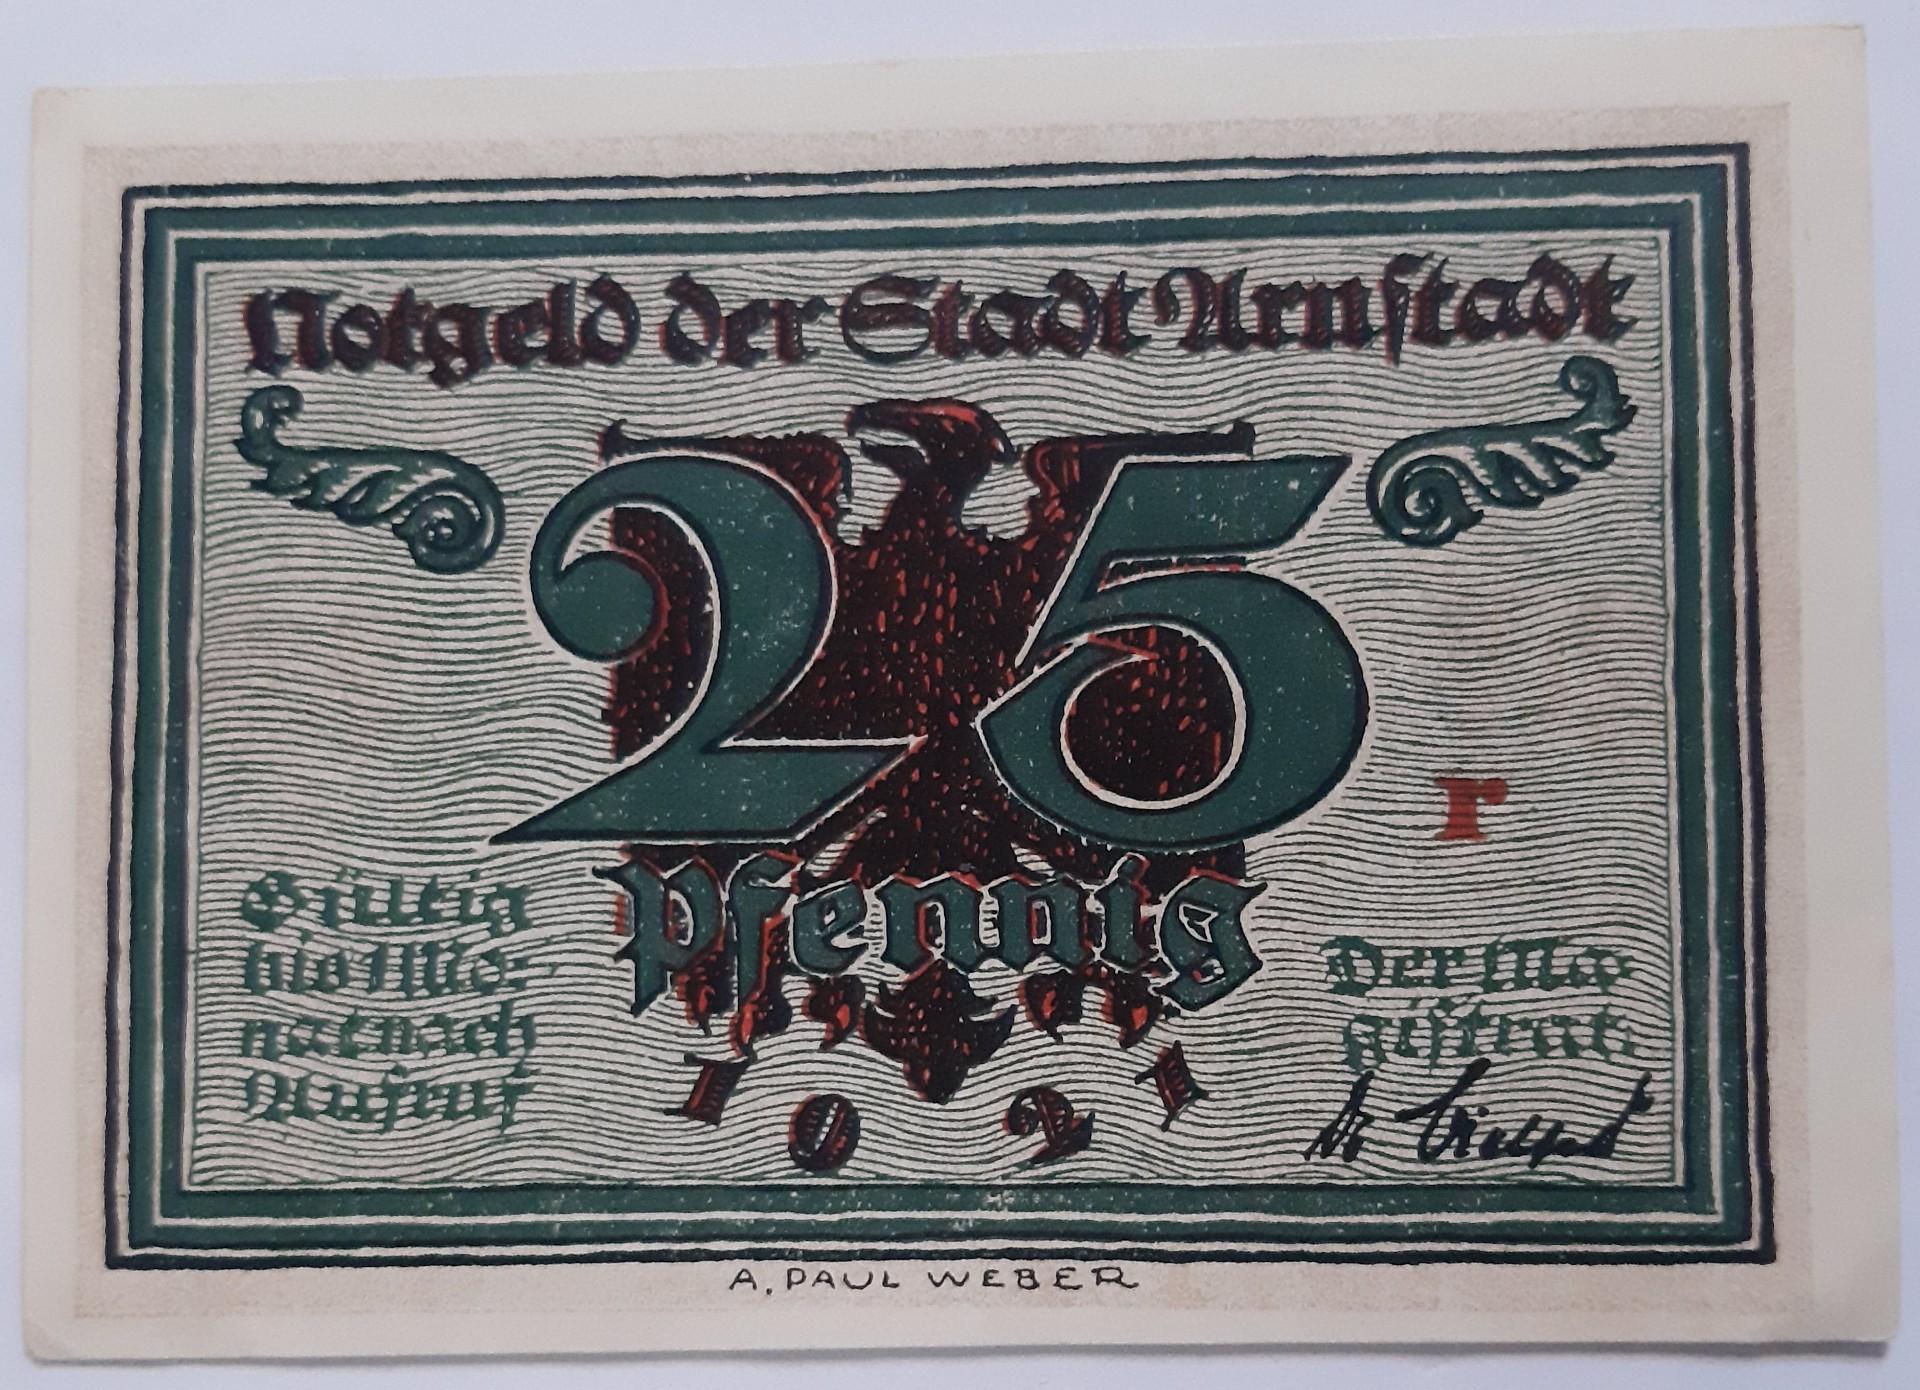 Notgeld der Stadt Arnstadt
25
Pfennig
r
Gültig
bis 1 Mo-
nat nach
Aufruf
1921
Der Ma-
gistrat.
Dr
A. PAUL WEBER